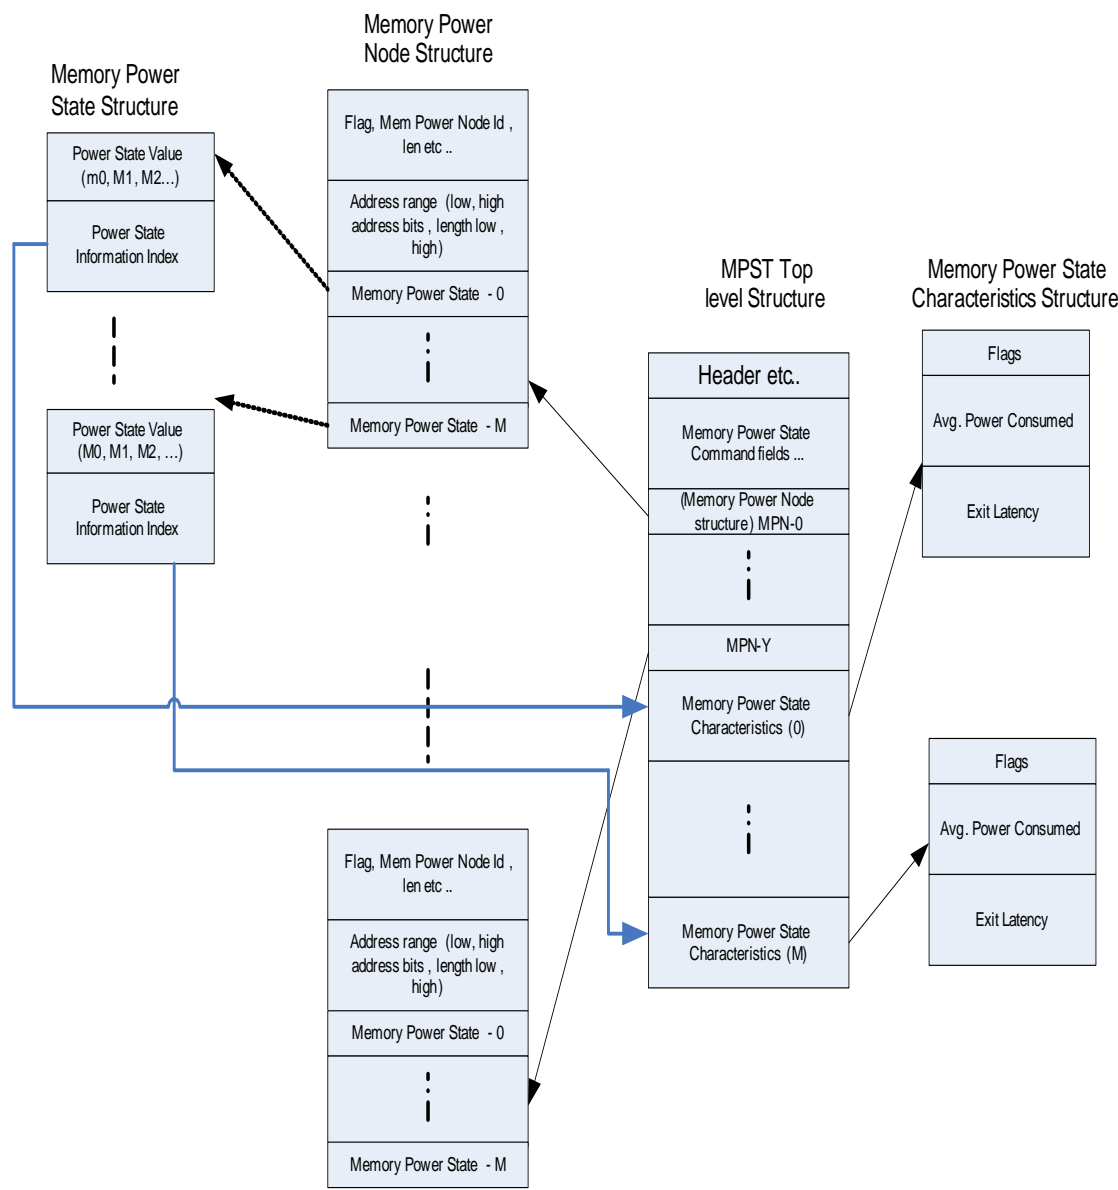 Memory Power
State Structure
Power State Value
(m0, M1, M2...)
Power State
Information Index
Power State Value
(M0, M1, M2, ...)
Power State
Information Index
Memory Power
Node Structure
Flag, Mem Power Node Id ,
len etc ..
Address range (low, high
address bits , length low ,
high)
Memory Power State - 0
Memory Power State - M
Flag, Mem Power Node Id ,
len etc ..
Address range (low, high
address bits , length low ,
high)
Memory Power State - 0
Memory Power State - M
MPST Top
level Structure
Header etc..
Memory Power State
Command fields ...
(Memory Power Node
structure) MPN-0
MPN-Y
Memory Power State
Characteristics (0)
Memory Power State
Characteristics (M)
Memory Power State
Characteristics Structure
Flags
Avg. Power Consumed
Exit Latency
Flags
Avg. Power Consumed
Exit Latency